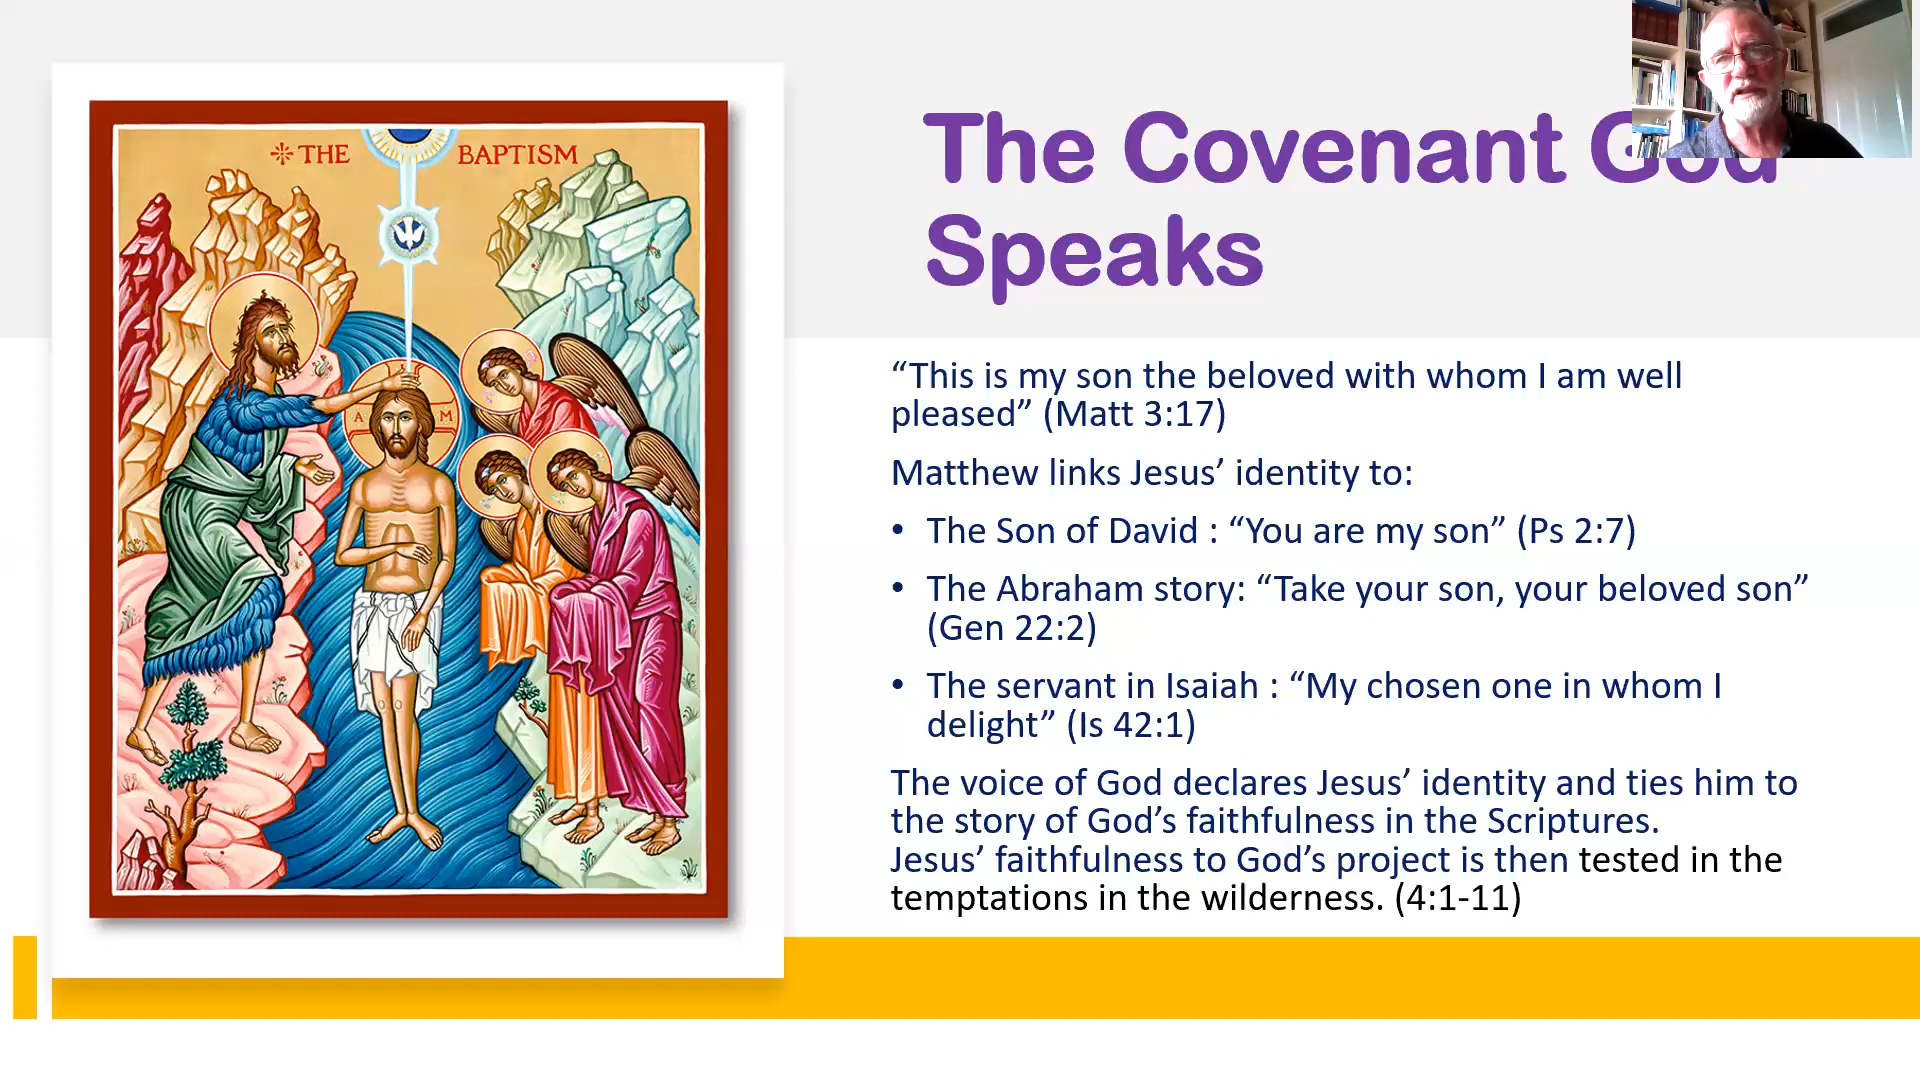 THE BAPTISM
A M
The Covenant God
Speaks
“This is my son the beloved with whom I am well
pleased” (Matt 3:17)
Matthew links Jesus’ identity to:
• The Son of David : “You are my son” (Ps 2:7)
• The Abraham story: “Take your son, your beloved son”
(Gen 22:2)
• The servant in Isaiah : “My chosen one in whom I
delight” (Is 42:1)
The voice of God declares Jesus’ identity and ties him to
the story of God’s faithfulness in the Scriptures.
Jesus’ faithfulness to God’s project is then tested in the
temptations in the wilderness. (4:1-11)